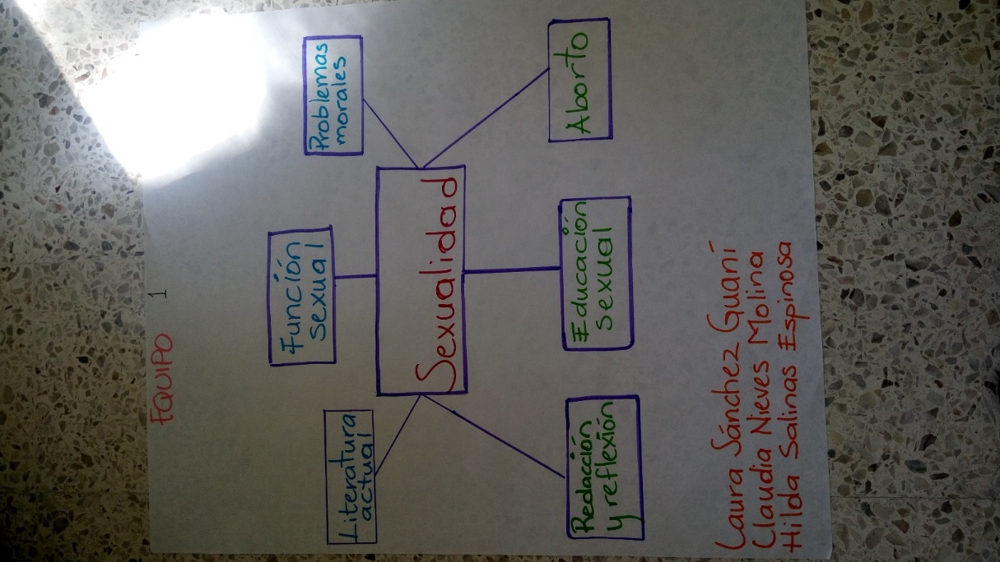 EQUIPO 1
Literatura
actual
Función
sexual
Problemas
morales
Sexualidad
Redacción
y reflexión
Educación
sexual
Aborto
Laura Sánchez Guaní
Claudia Nieves Molina
Hilda Salinas Espinosa